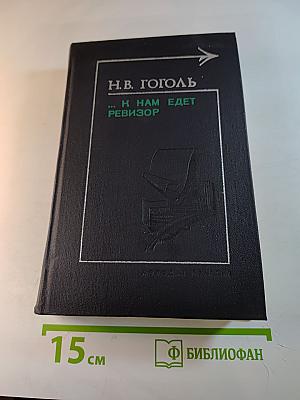 Н.В. ГОГОЛЬ
... К НАМ ЕДЕТ
РЕВИЗОР
15 см
Ф БИБЛИОФАН